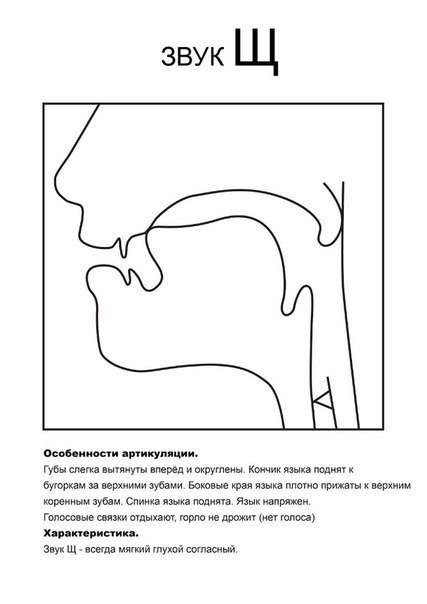 ЗВУК Щ
Особенности артикуляции.
Губы слегка вытянуты вперёд и округлены. Кончик языка поднят к
бугоркам за верхними зубами. Боковые края языка плотно прижаты к верхним
коренным зубам. Спинка языка поднята. Язык напряжен.
Голосовые связки отдыхают, горло не дрожит (нет голоса)
Характеристика.
Звук Щ - всегда мягкий глухой согласный.